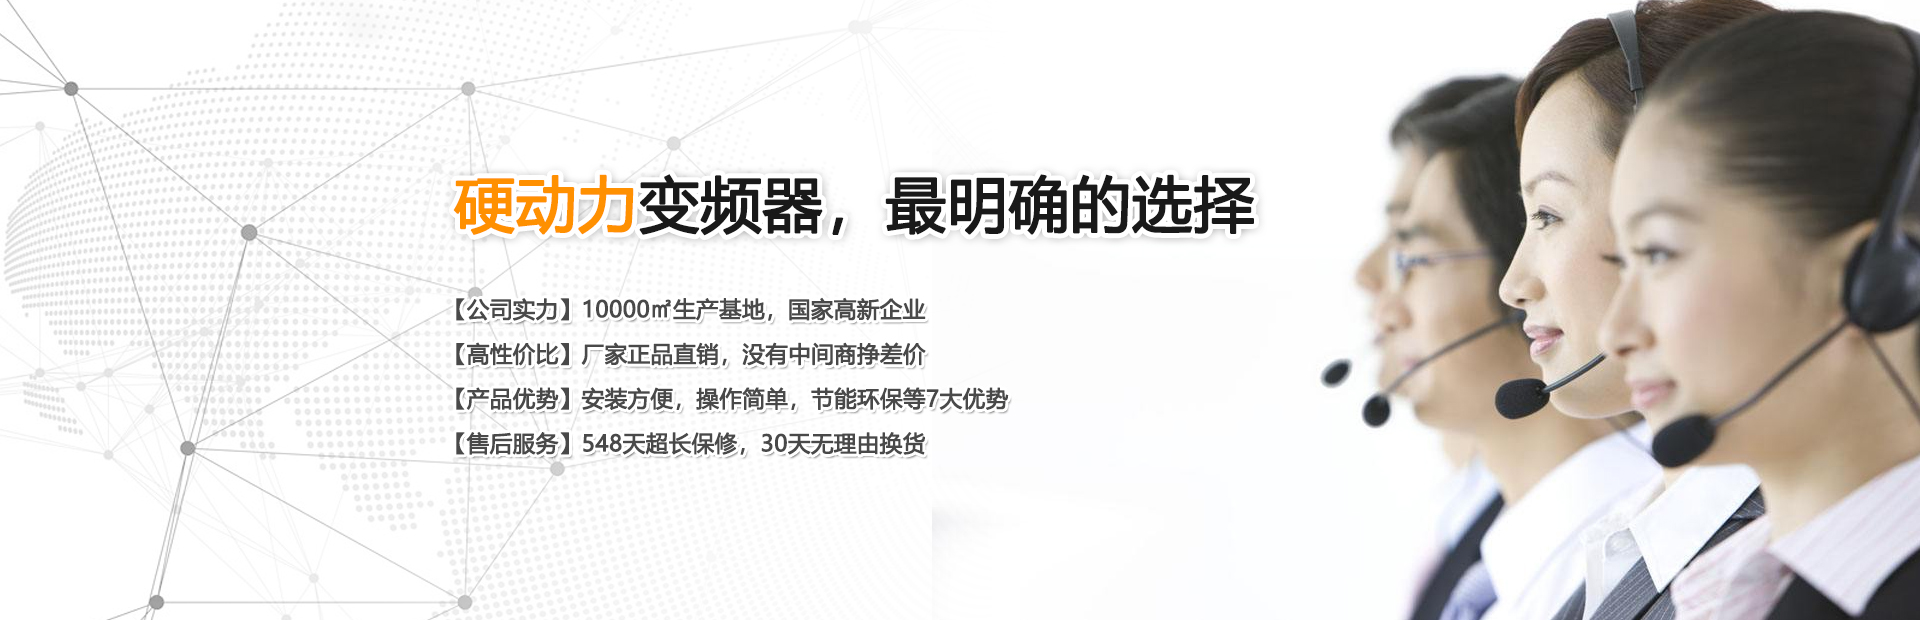 硬动力变频器，最明确的选择
【公司实力】10000㎡生产基地，国家高新企业
【高性价比】厂家正品直销，没有中间商挣差价
【产品优势】安装方便，操作简单，节能环保等7大优势
【售后服务】548天超长保修，30天无理由换货